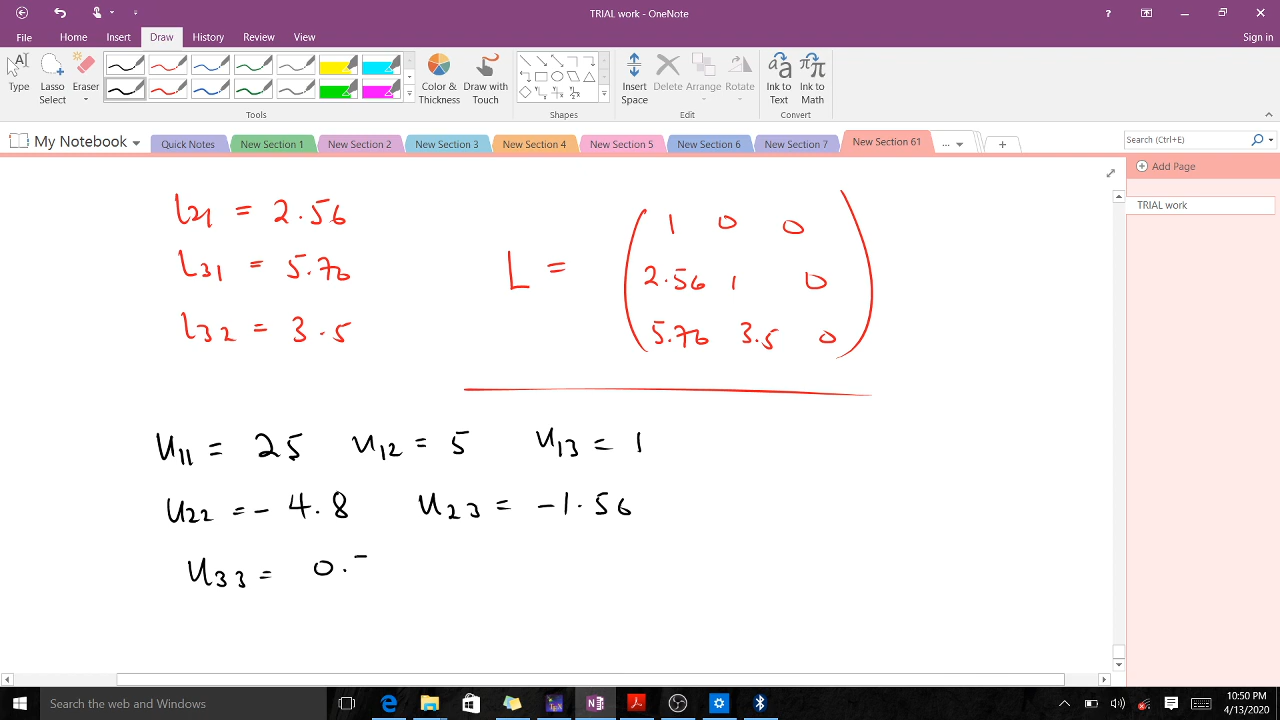 TRIAL work - OneNote
File Home Insert Draw History Review View
Sign in
Type Lasso Select Eraser Color & Thickness Draw with Touch Insert Space Delete Arrange Rotate Ink to Text Ink to Math
Tools Shapes Edit Convert
My Notebook Quick Notes New Section 1 New Section 2 New Section 3 New Section 4 New Section 5 New Section 6 New Section 7 New Section 61 ...
Search (Ctrl+E)
Add Page
TRIAL work
l21 = 2.56
l31 = 5.76
l32 = 3.5
L =
1 0 0
2.56 1 0
5.76 3.5 0
U11 = 25 U12 = 5 U13 = 1
U22 = - 4.8 U23 = -1.56
U33 = 0.
Search the web and Windows
10:50 PM
4/13/2020